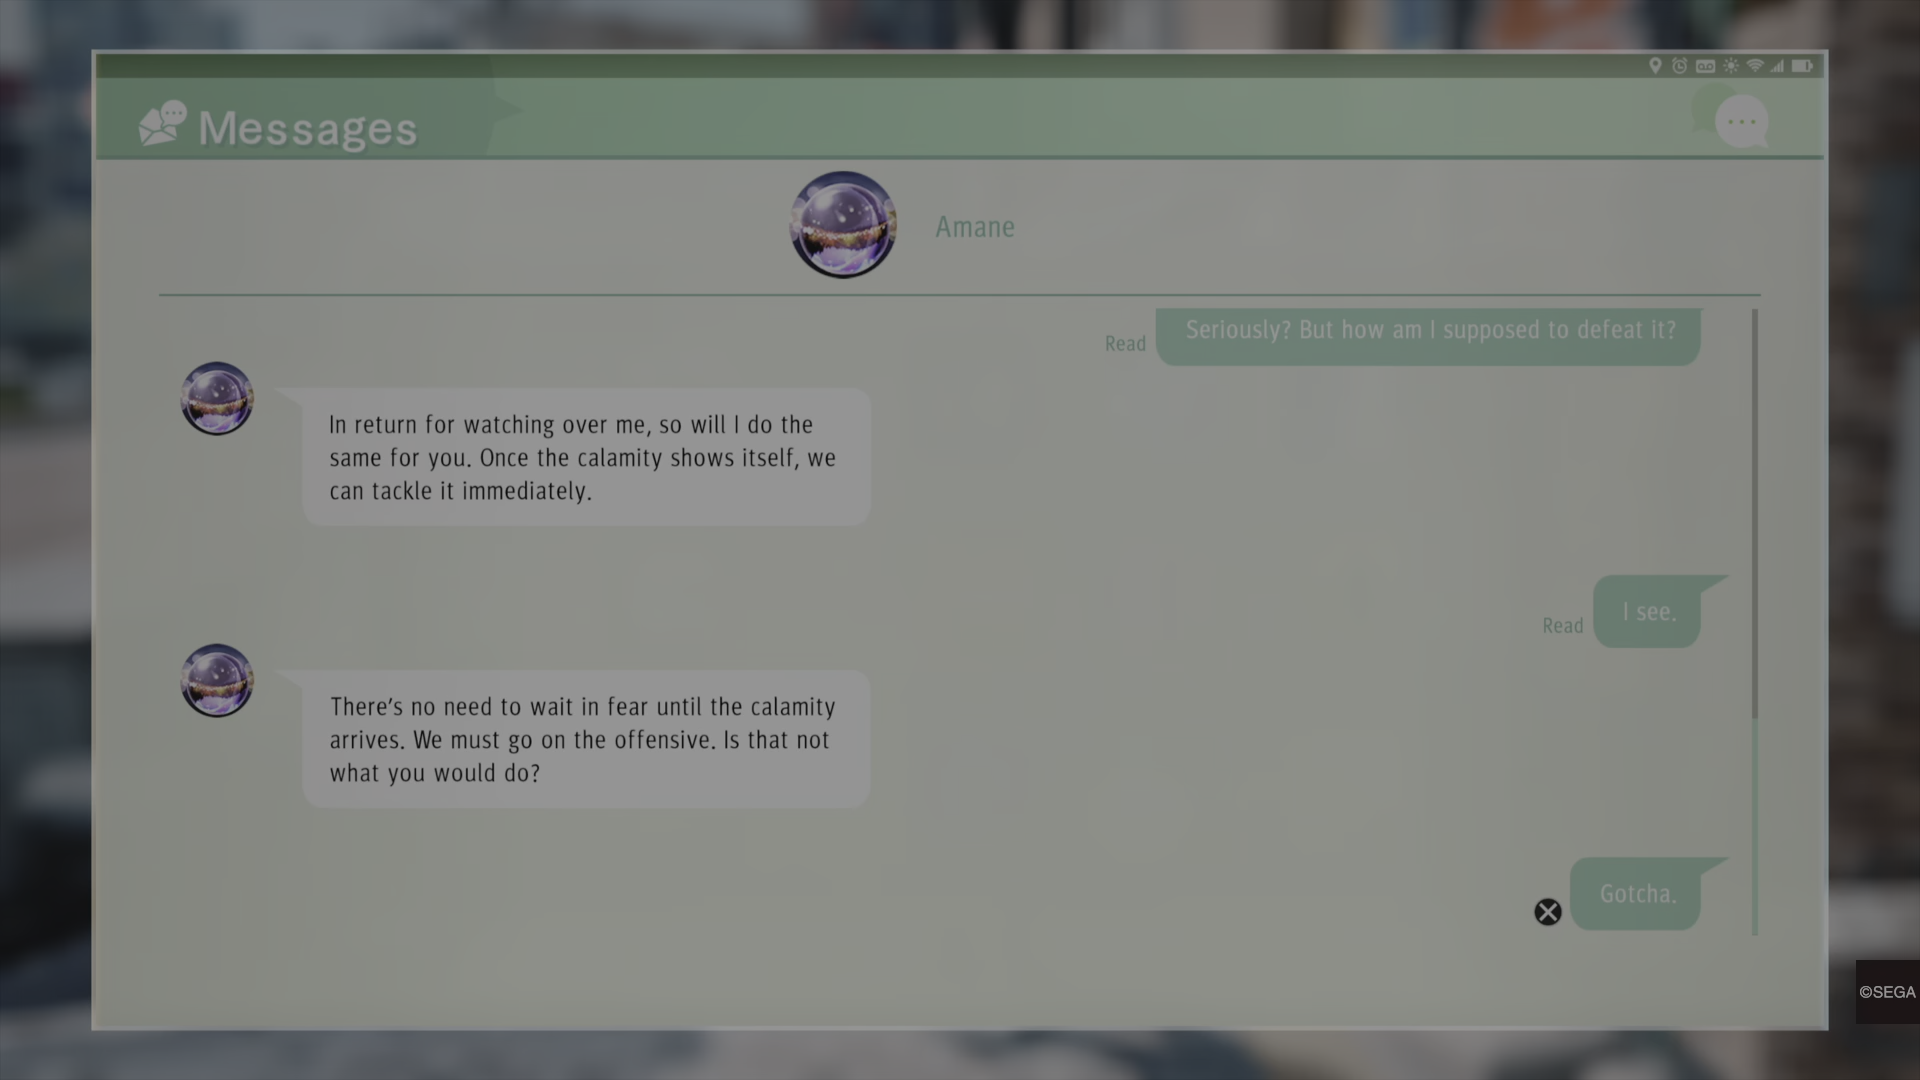 Messages
Amane
Seriously? But how am I supposed to defeat it?
Read
In return for watching over me, so will I do the
same for you. Once the calamity shows itself, we
can tackle it immediately.
I see.
Read
There's no need to wait in fear until the calamity
arrives. We must go on the offensive. Is that not
what you would do?
Gotcha.
©SEGA